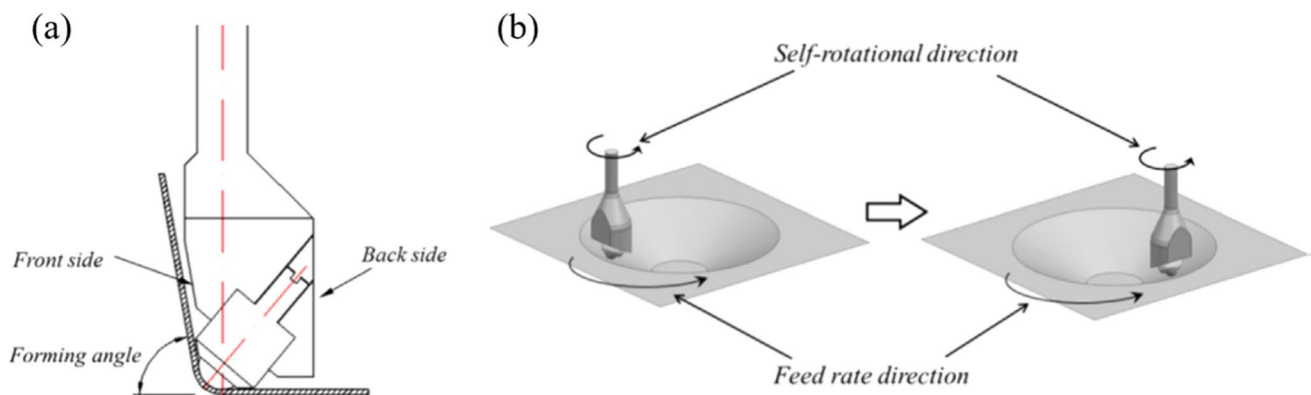 (a)
Front side
Back side
Forming angle
(b)
Self-rotational direction
Feed rate direction